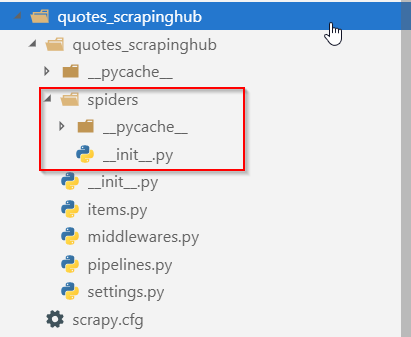 quotes_scrapinghub
quotes_scrapinghub
__pycache__
spiders
__pycache__
__init__.py
__init__.py
items.py
middlewares.py
pipelines.py
settings.py
scrapy.cfg